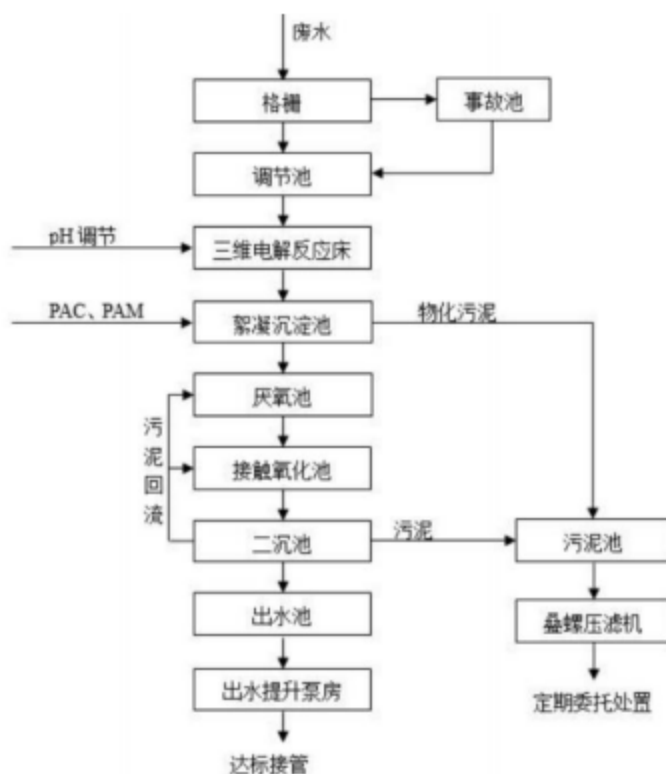 废水
格栅
事故池
调节池
pH 调节
三维电解反应床
PAC、PAM
絮凝沉淀池
物化污泥
厌氧池
污泥回流
接触氧化池
二沉池
污泥
污泥池
出水池
叠螺压滤机
出水提升泵房
定期委托处置
达标接管